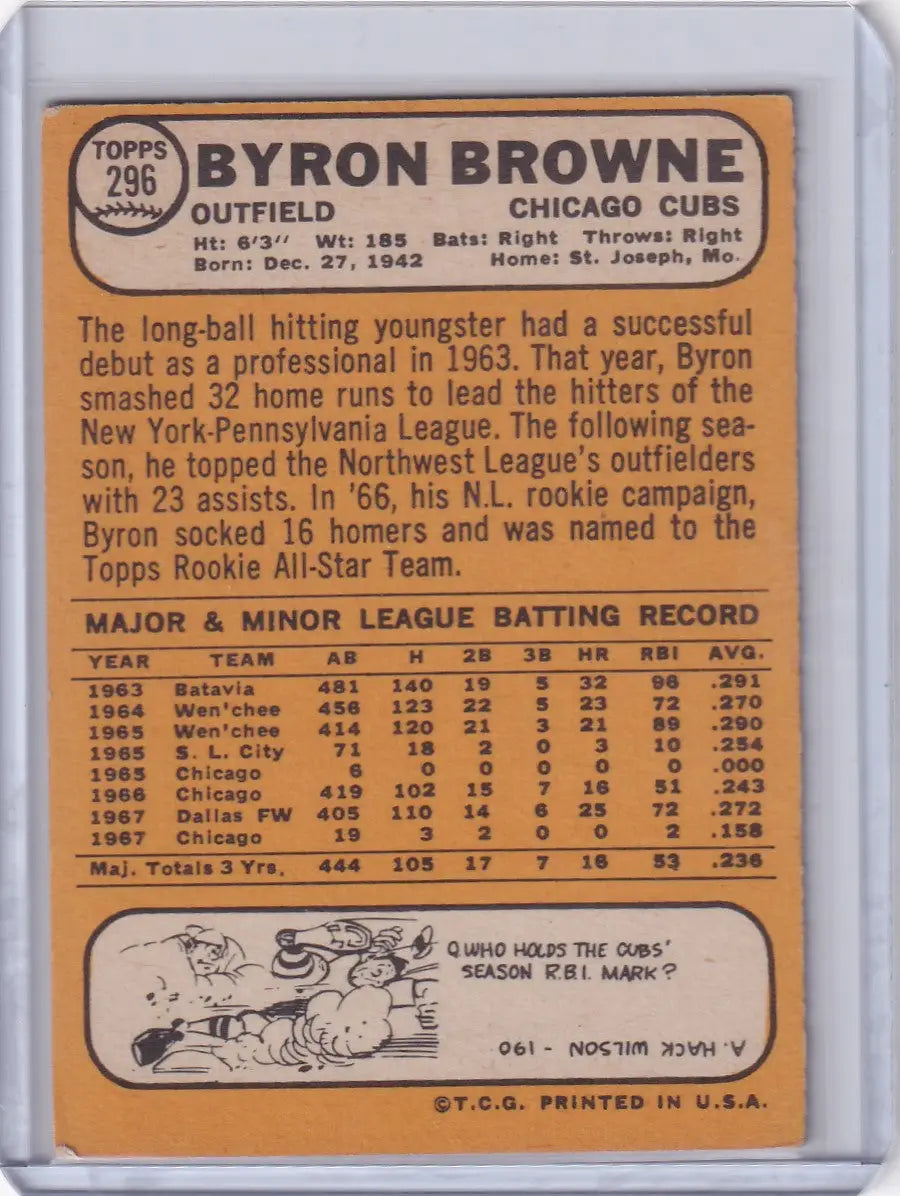 TOPPS
296
BYRON BROWNE
OUTFIELD CHICAGO CUBS
Ht: 6'3" Wt: 185 Bats: Right Throws: Right
Born: Dec. 27, 1942 Home: St. Joseph, Mo.
The long-ball hitting youngster had a successful
debut as a professional in 1963. That year, Byron
smashed 32 home runs to lead the hitters of the
New York-Pennsylvania League. The following sea-
son, he topped the Northwest League's outfielders
with 23 assists. In '66, his N.L. rookie campaign,
Byron socked 16 homers and was named to the
Topps Rookie All-Star Team.
MAJOR & MINOR LEAGUE BATTING RECORD
YEAR TEAM AB H 2B 3B HR RBI AVG.
1963 Batavia 481 140 19 5 32 96 .291
1964 Wen'chee 456 123 22 5 23 72 .270
1965 Wen'chee 414 120 21 3 21 89 .290
1965 S. L. City 71 18 2 0 3 10 .254
1965 Chicago 6 0 0 0 0 0 .000
1966 Chicago 419 102 15 7 16 51 .243
1967 Dallas FW 405 110 14 6 25 72 .272
1967 Chicago 19 3 2 0 0 2 .158
Maj. Totals 3 Yrs. 444 105 17 7 16 53 .236
Q. WHO HOLDS THE CUBS'
SEASON R.B.I. MARK?
A. HACK WILSON - 190
©T.C.G. PRINTED IN U.S.A.